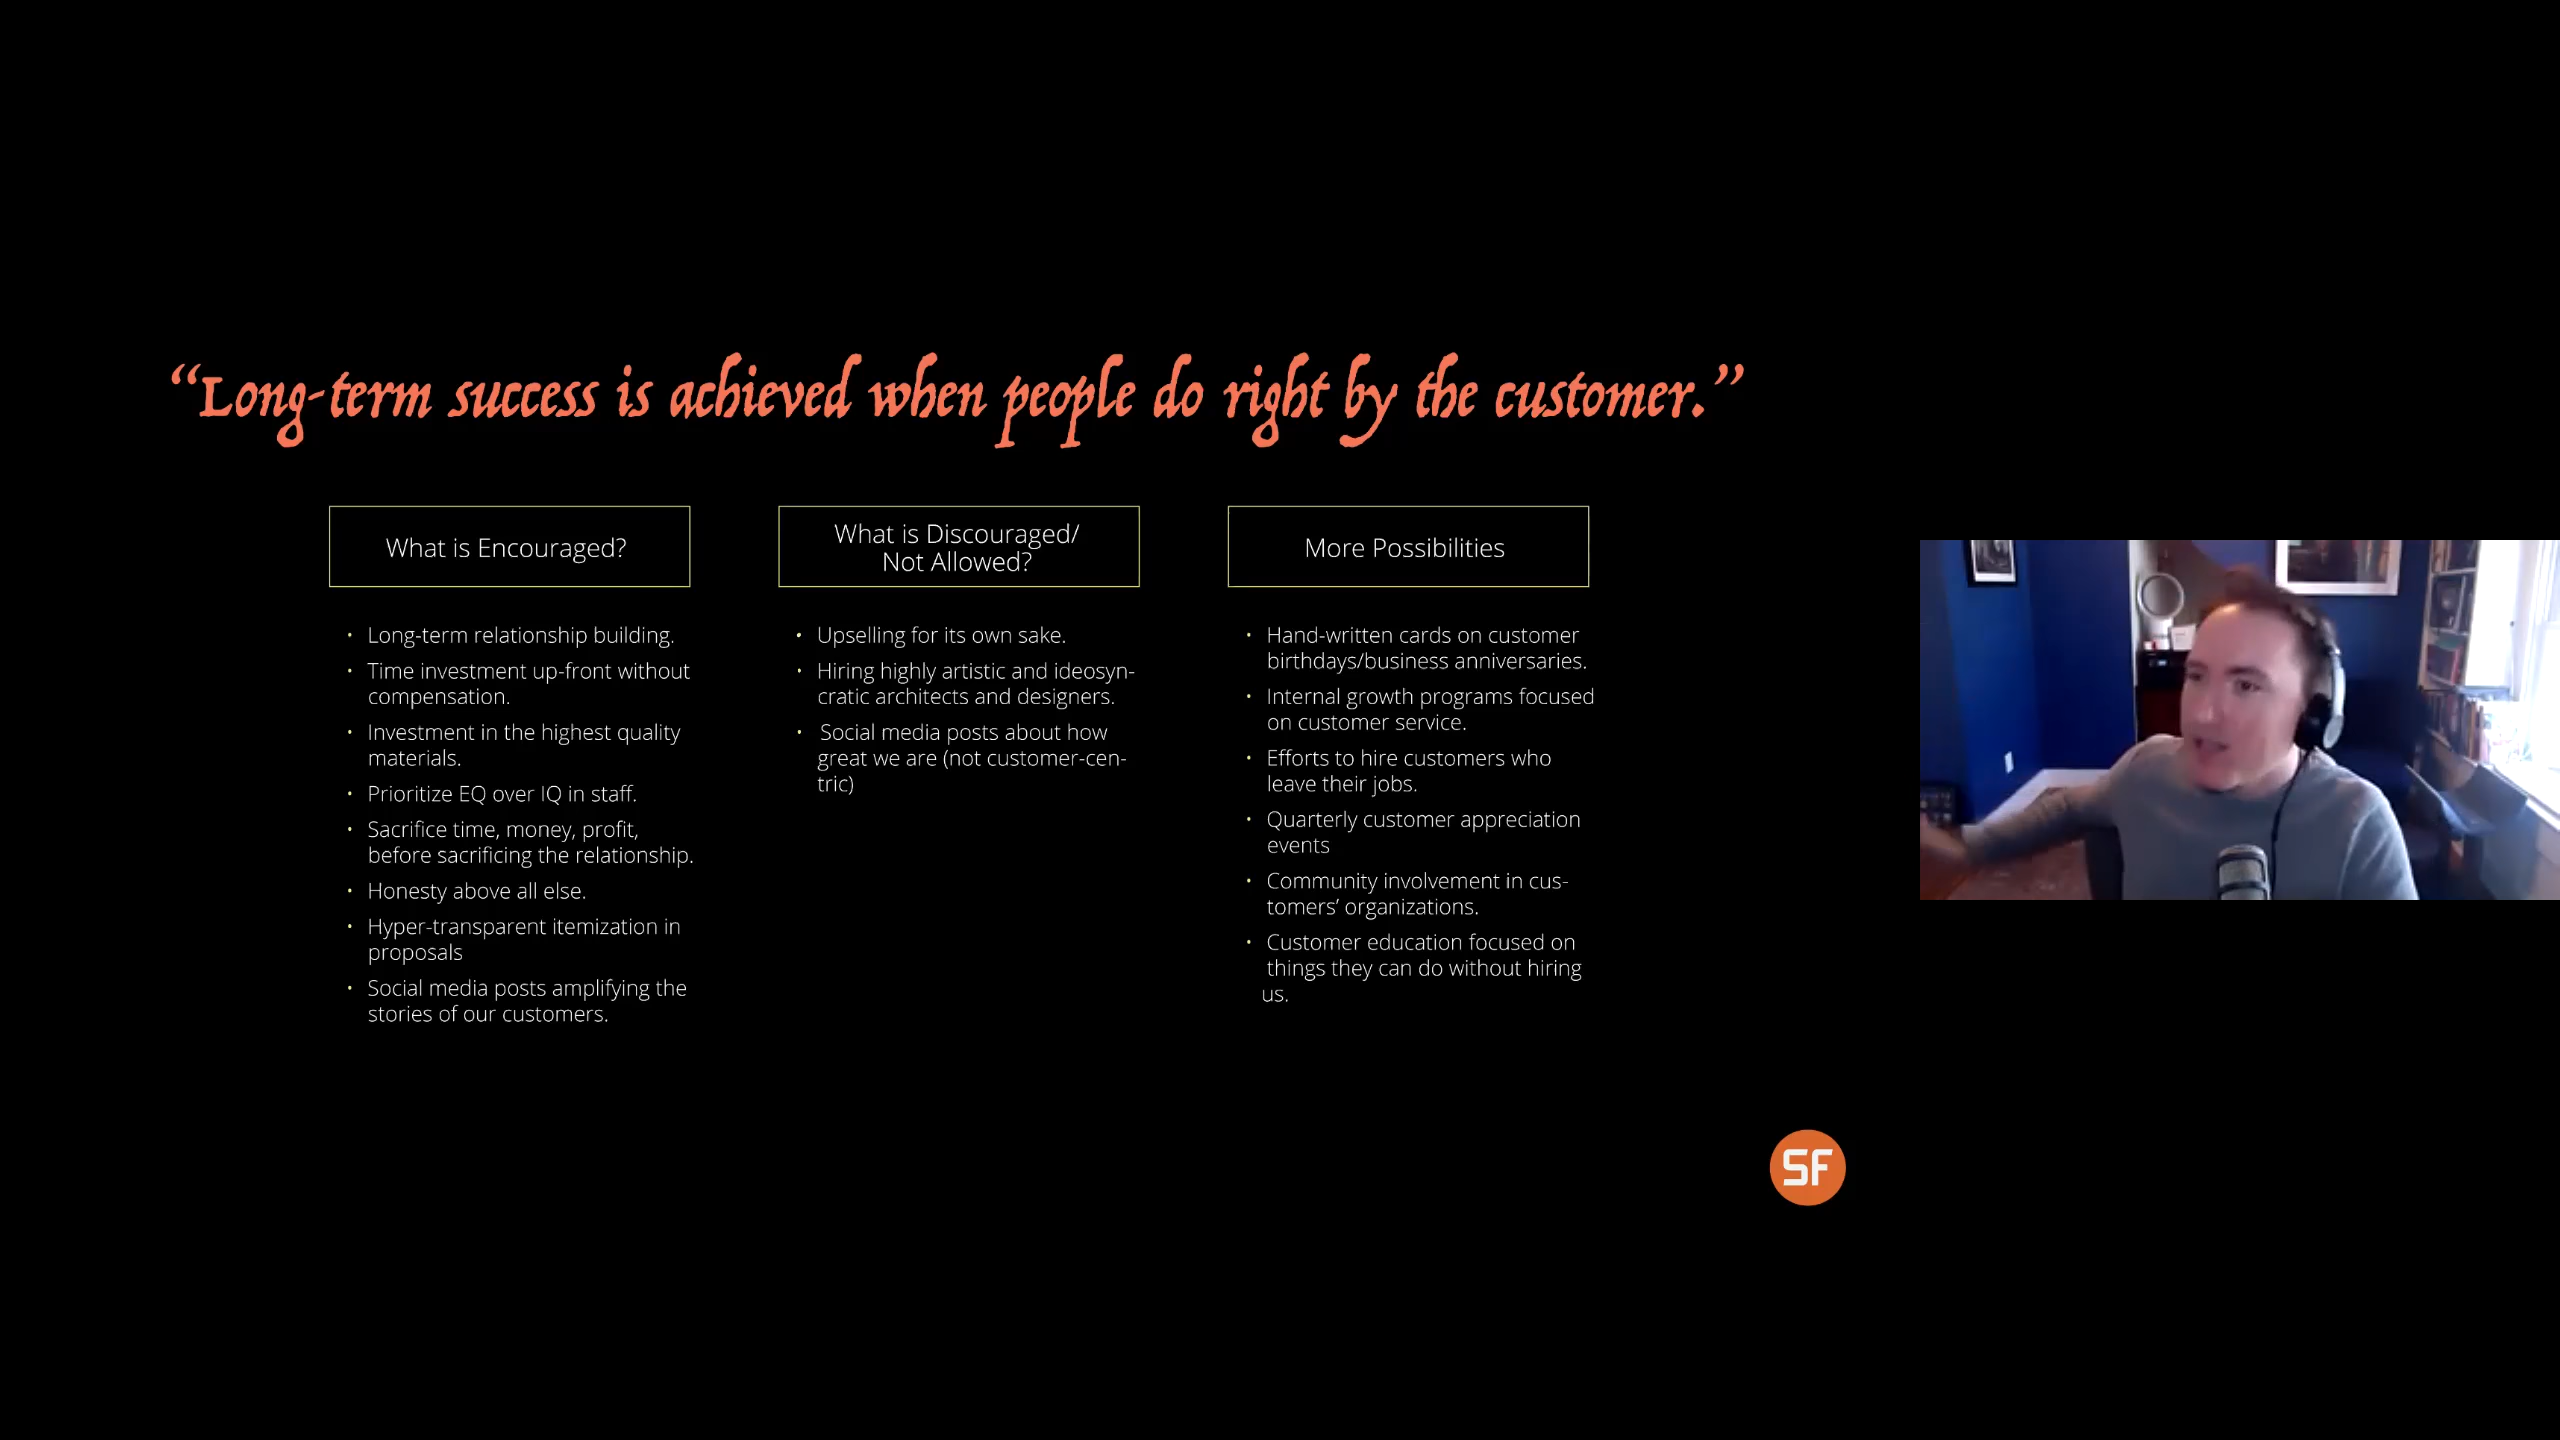 “Long-term success is achieved when people do right by the customer.”
What is Encouraged?
• Long-term relationship building.
• Time investment up-front without
compensation.
• Investment in the highest quality
materials.
• Prioritize EQ over IQ in staff.
• Sacrifice time, money, profit,
before sacrificing the relationship.
• Honesty above all else.
• Hyper-transparent itemization in
proposals
• Social media posts amplifying the
stories of our customers.
What is Discouraged/
Not Allowed?
• Upselling for its own sake.
• Hiring highly artistic and ideosyn-
cratic architects and designers.
• Social media posts about how
great we are (not customer-cen-
tric)
More Possibilities
• Hand-written cards on customer
birthdays/business anniversaries.
• Internal growth programs focused
on customer service.
• Efforts to hire customers who
leave their jobs.
• Quarterly customer appreciation
events
• Community involvement in cus-
tomers’ organizations.
• Customer education focused on
things they can do without hiring
us.
SF